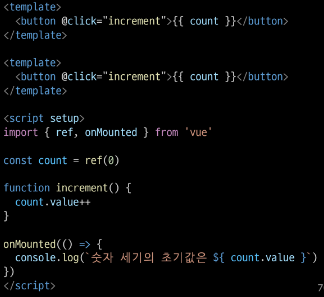 <template>
  <button @click="increment">{{ count }}</button>
</template>

<template>
  <button @click="increment">{{ count }}</button>
</template>

<script setup>
import { ref, onMounted } from 'vue'

const count = ref(0)

function increment() {
  count.value++
}

onMounted(() => {
  console.log(`숫자 세기의 초기값은 ${ count.value }`)
})
</script>